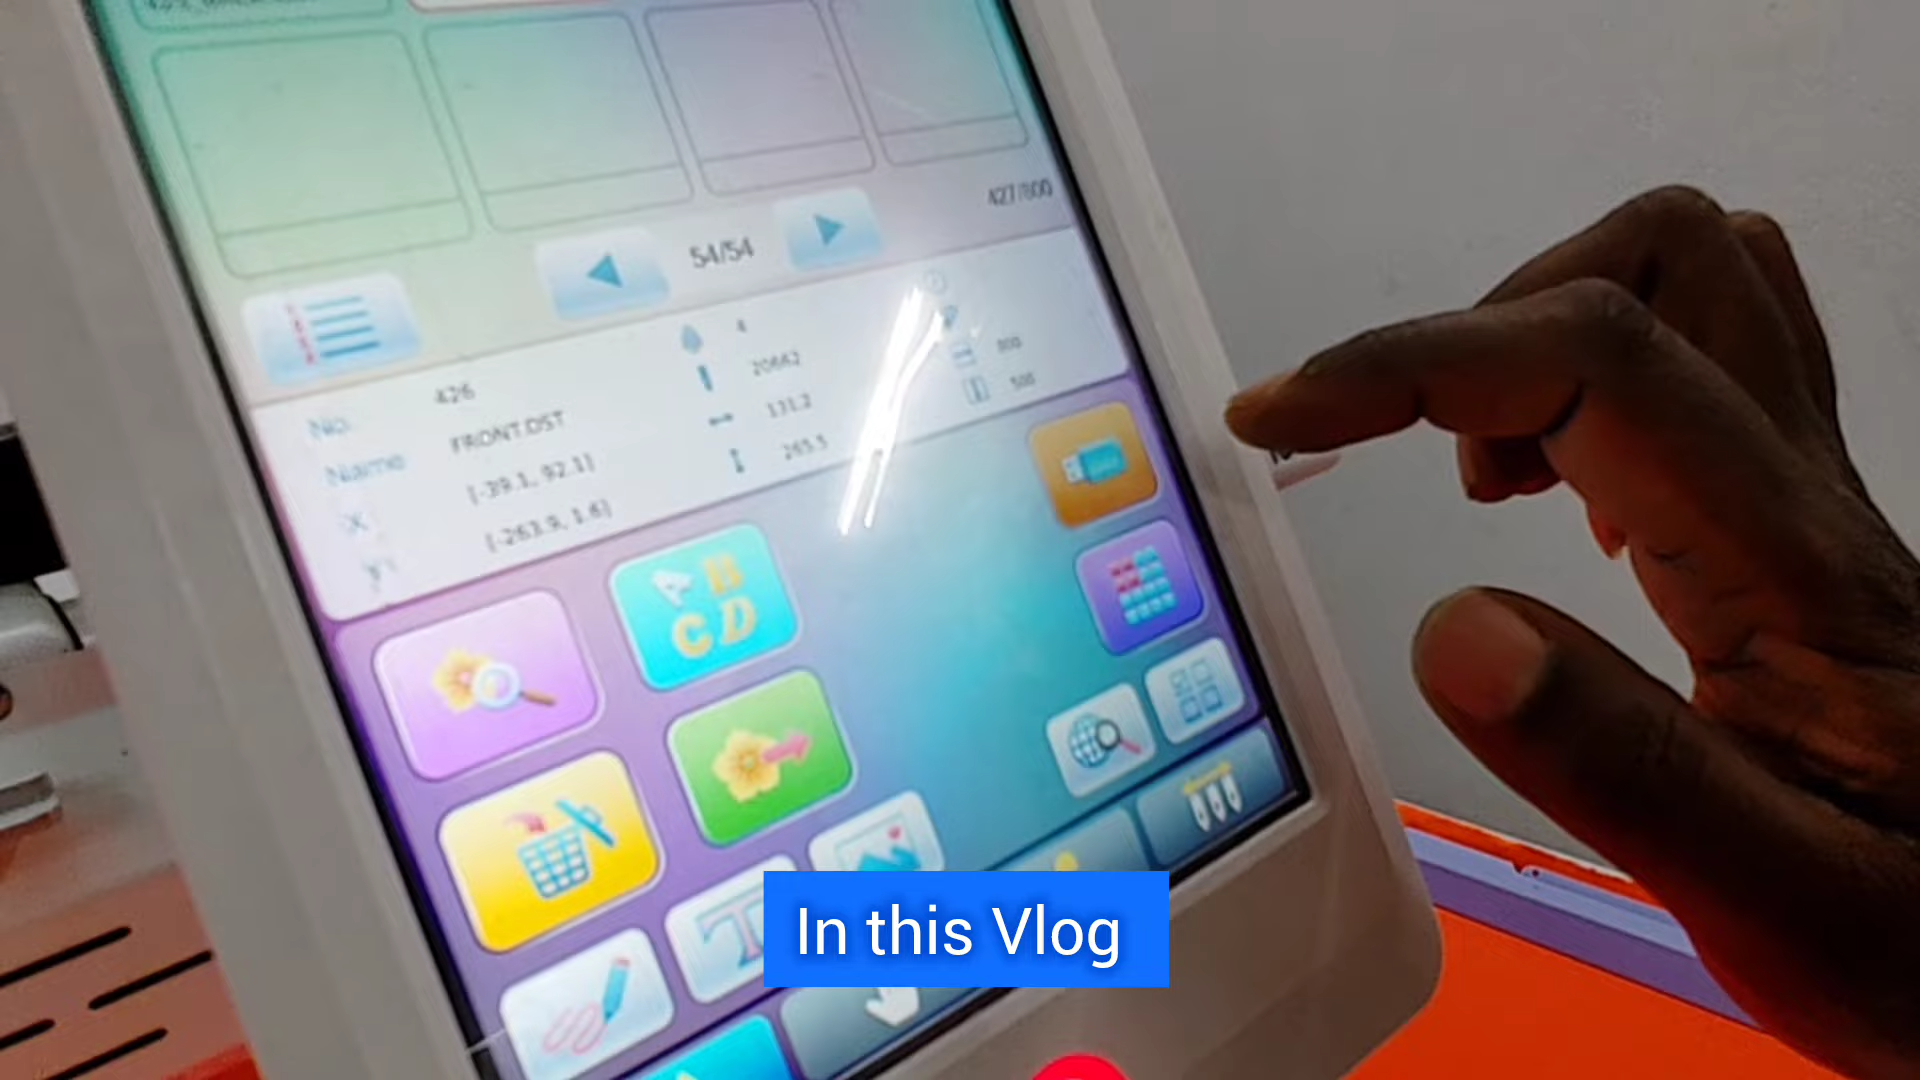 427/800
54/54
No.
426
4
Name
FRONT.DST
20642
800
X
[-39.1, 92.1]
131.2
500
Y
[-263.9, 1.6]
265.5
A B
C D
T
In this Vlog